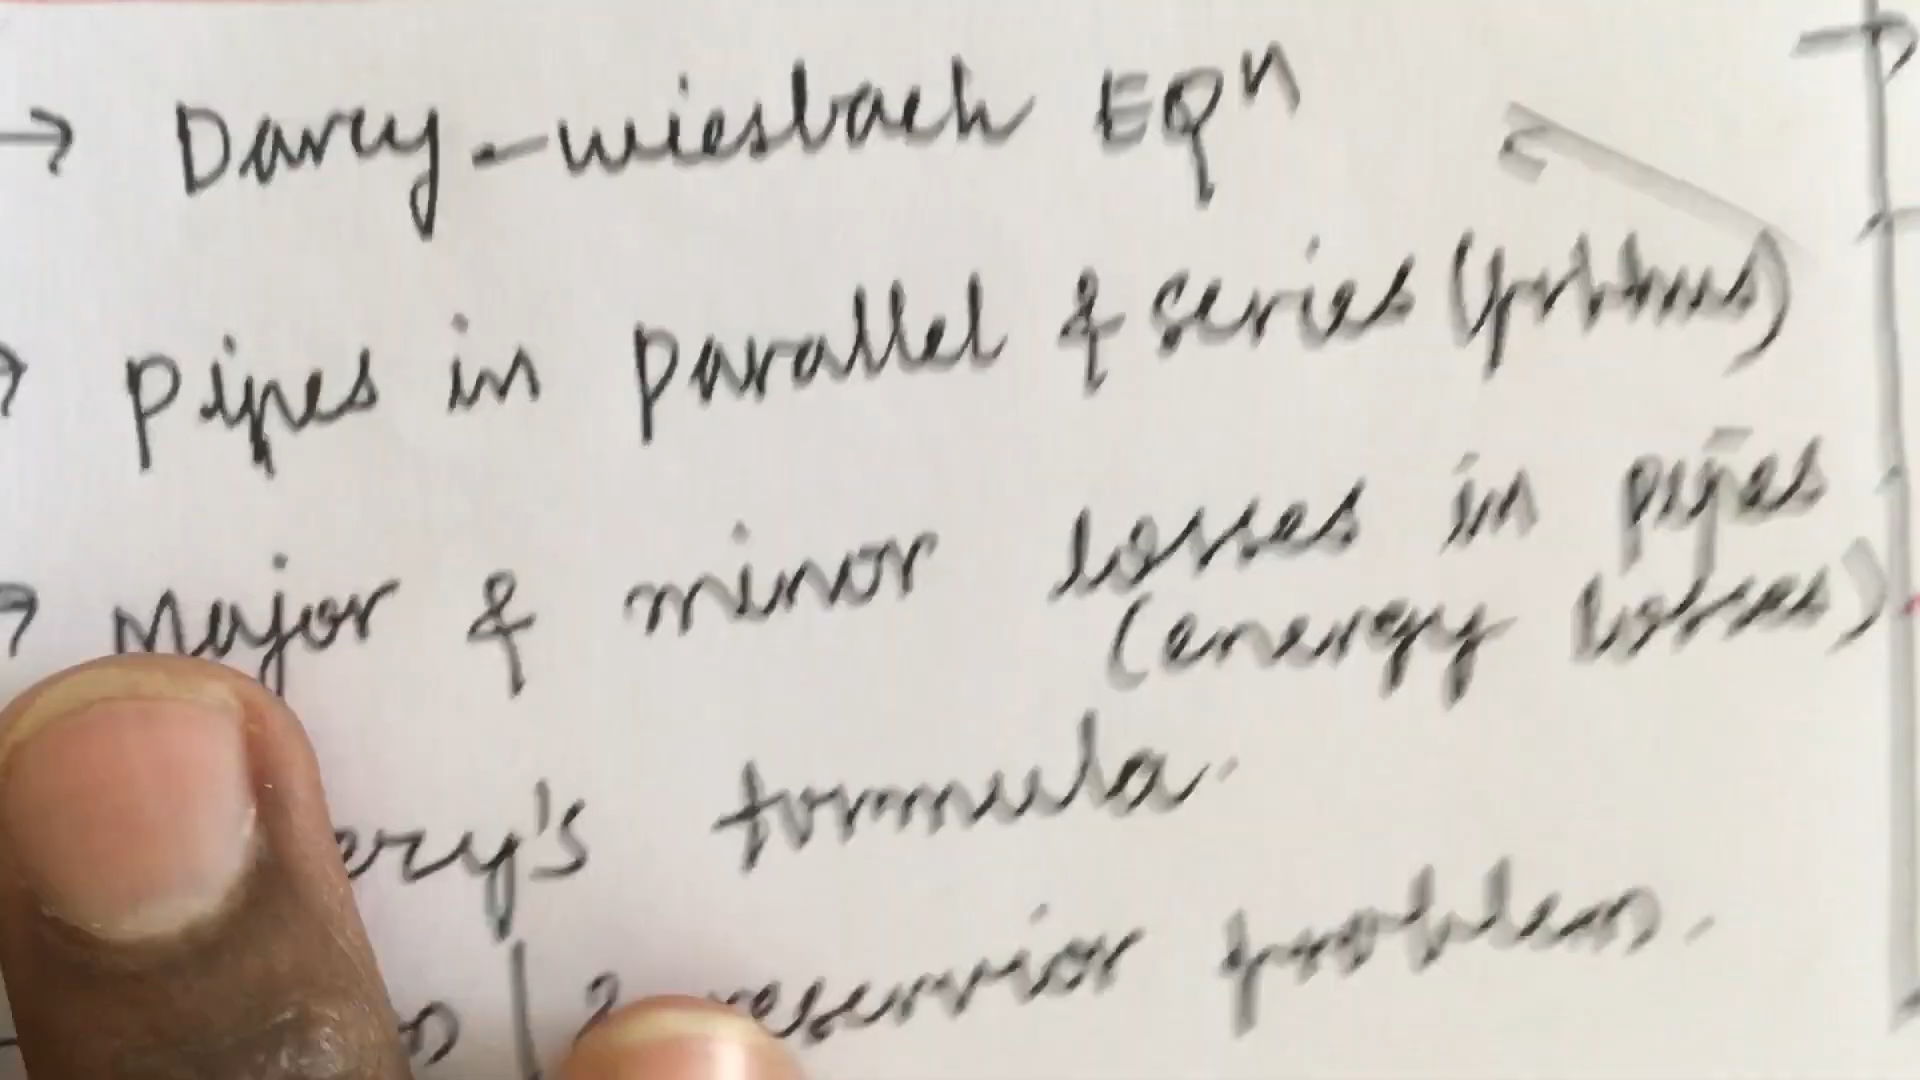 → Darcy-wiesbach EQⁿ
Pipes in parallel & series
Major & minor losses in pipes
(energy losses)
formula.
reservior problem.